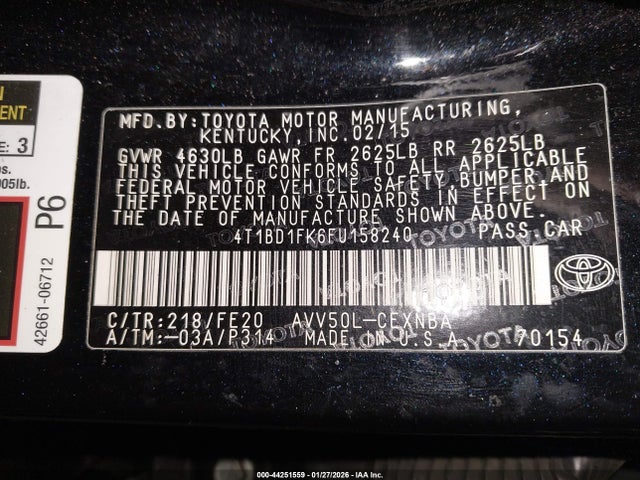 MFD.BY:TOYOTA MOTOR MANUFACTURING,
KENTUCKY,INC.02/15
GVWR 4630LB GAWR FR 2625LB RR 2625LB
THIS VEHICLE CONFORMS TO ALL APPLICABLE
FEDERAL MOTOR VEHICLE SAFETY,BUMPER,AND
THEFT PREVENTION STANDARDS IN EFFECT ON
THE DATE OF MANUFACTURE SHOWN ABOVE.
4T1BD1FK6FU158240 PASS.CAR
C/TR:218/FE20 AVV50L-CEXNBA
A/TM:-03A/P314 MADE IN U.S.A. 70154
TOYOTA
E: 3
005lb.
P6
42661-06712
000-44251559 | 01/27/2026 - IAA Inc.